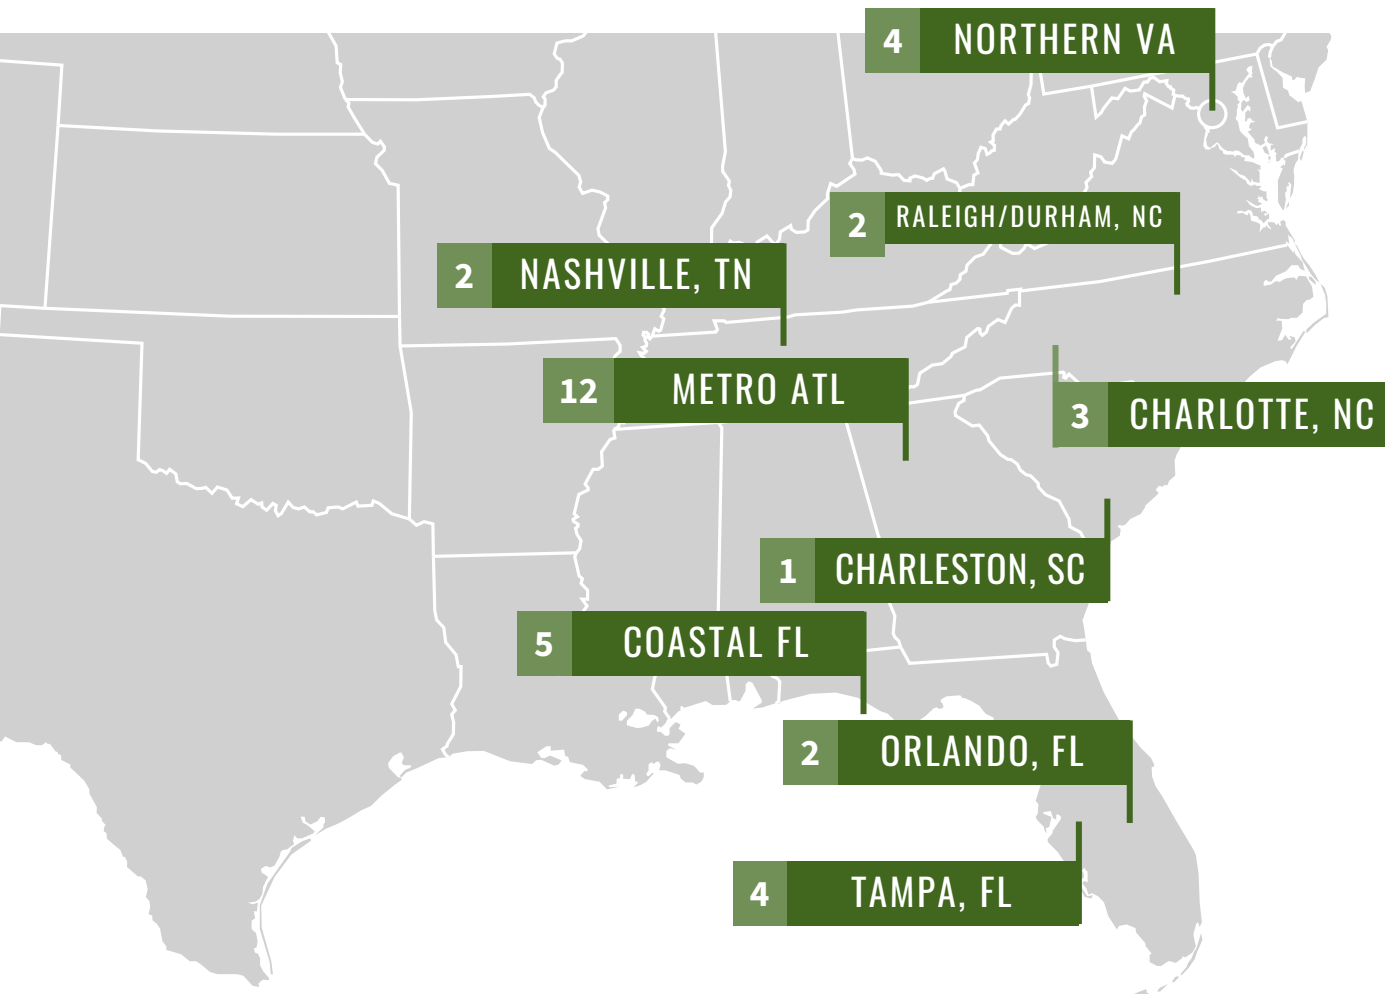 4 NORTHERN VA
2 RALEIGH/DURHAM, NC
2 NASHVILLE, TN
12 METRO ATL
3 CHARLOTTE, NC
1 CHARLESTON, SC
5 COASTAL FL
2 ORLANDO, FL
4 TAMPA, FL